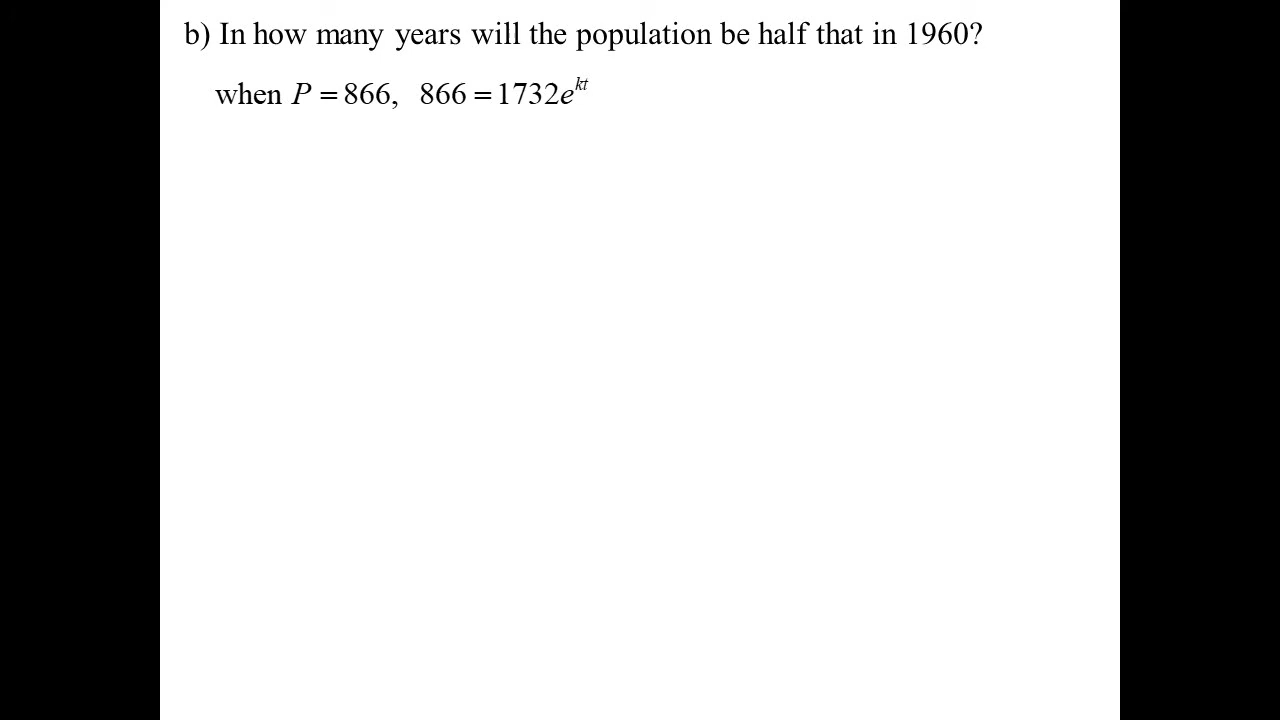 b) In how many years will the population be half that in 1960?
when P = 866, 866 = 1732e^{kt}